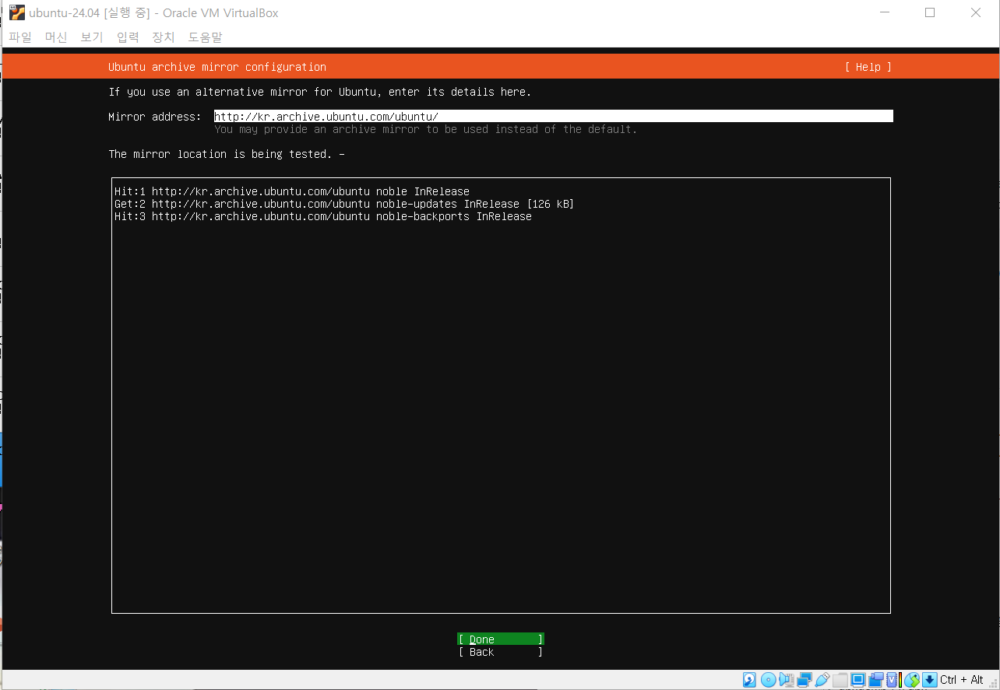 ubuntu-24.04 [실행 중] - Oracle VM VirtualBox
파일 머신 보기 입력 장치 도움말
Ubuntu archive mirror configuration [ Help ]
If you use an alternative mirror for Ubuntu, enter its details here.
Mirror address: http://kr.archive.ubuntu.com/ubuntu/
You may provide an archive mirror to be used instead of the default.
The mirror location is being tested. -
Hit:1 http://kr.archive.ubuntu.com/ubuntu noble InRelease
Get:2 http://kr.archive.ubuntu.com/ubuntu noble-updates InRelease [126 kB]
Hit:3 http://kr.archive.ubuntu.com/ubuntu noble-backports InRelease
[ Done ]
[ Back ]
Ctrl + Alt